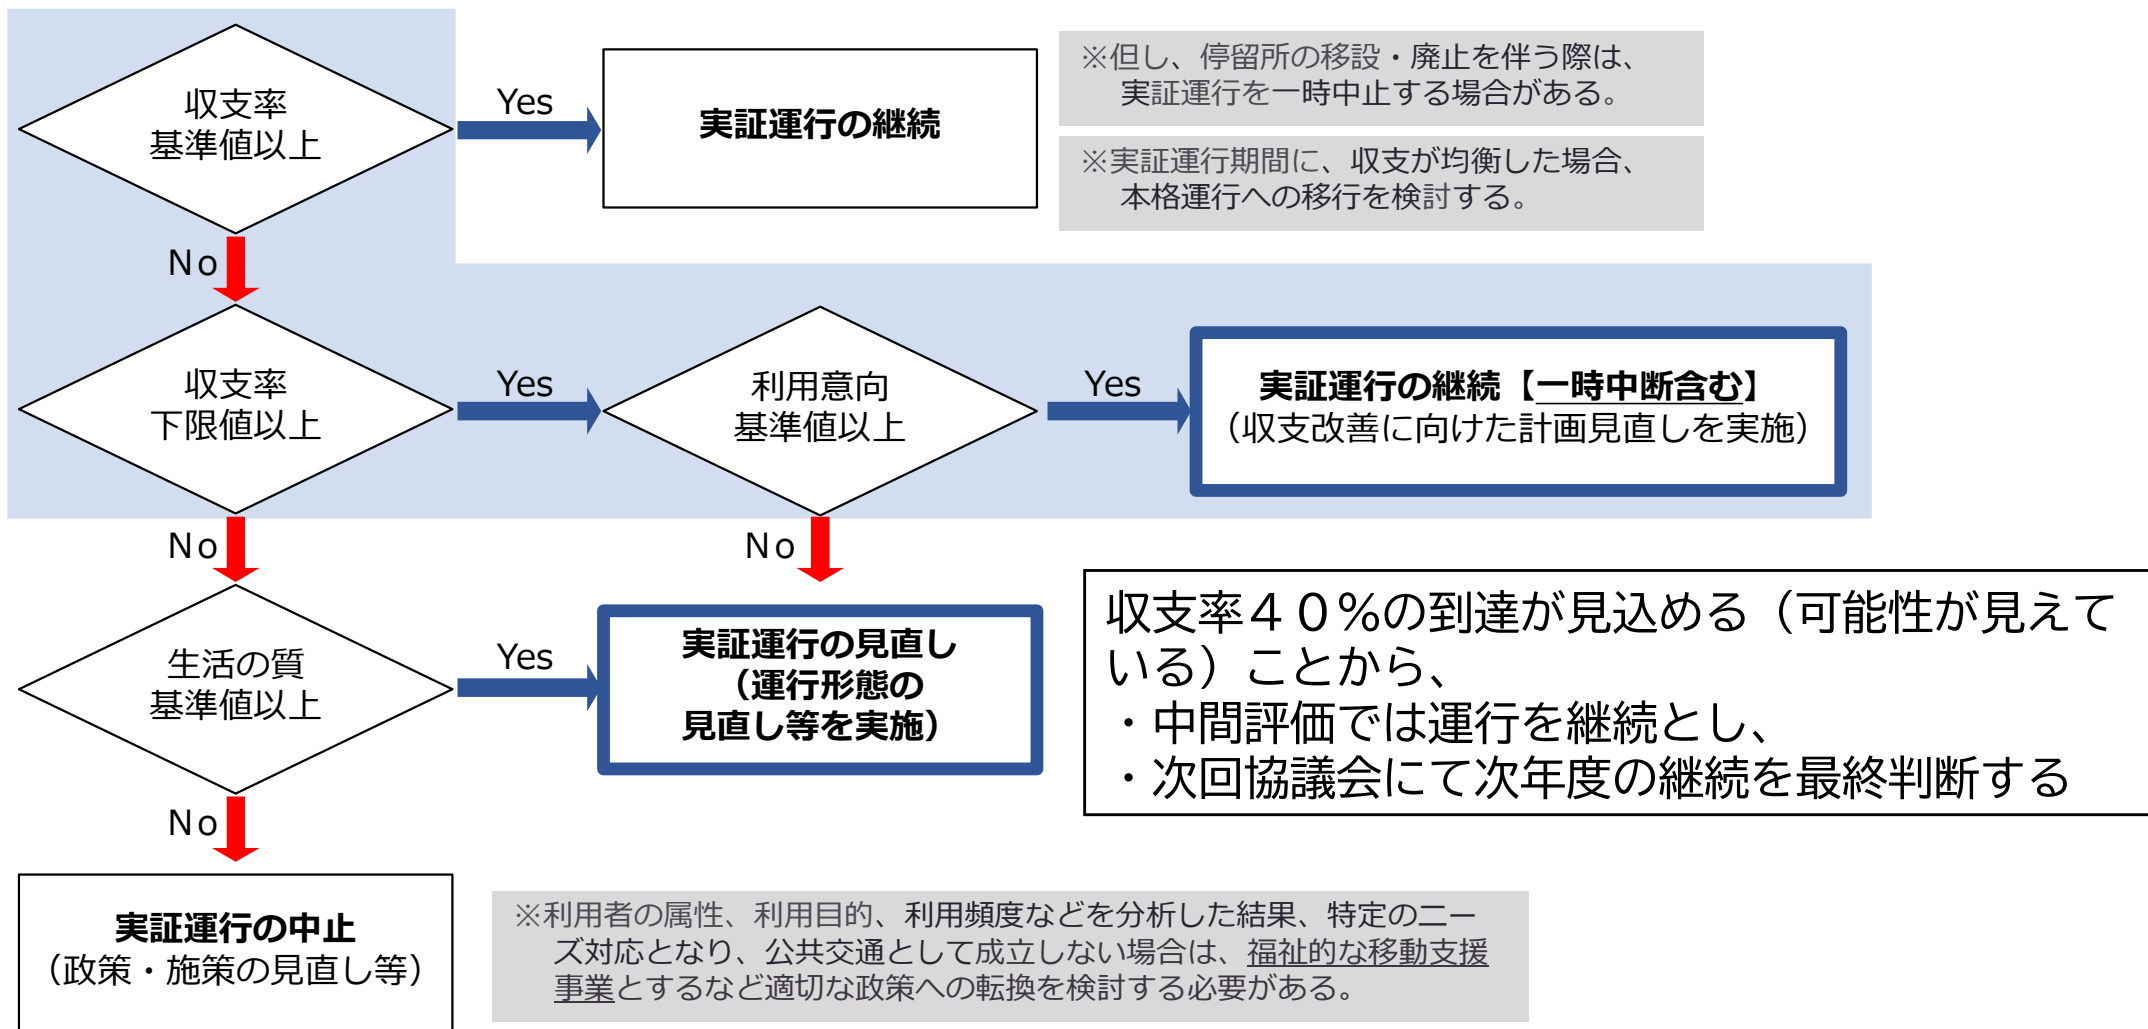 収支率
基準値以上
Yes
実証運行の継続
※但し、停留所の移設・廃止を伴う際は、
実証運行を一時中止する場合がある。
※実証運行期間に、収支が均衡した場合、
本格運行への移行を検討する。
No
収支率
下限値以上
Yes
利用意向
基準値以上
Yes
実証運行の継続【一時中断含む】
（収支改善に向けた計画見直しを実施）
No
No
生活の質
基準値以上
Yes
実証運行の見直し
（運行形態の
見直し等を実施）
収支率４０％の到達が見込める（可能性が見えて
いる）ことから、
・中間評価では運行を継続とし、
・次回協議会にて次年度の継続を最終判断する
No
実証運行の中止
（政策・施策の見直し等）
※利用者の属性、利用目的、利用頻度などを分析した結果、特定のニー
ズ対応となり、公共交通として成立しない場合は、福祉的な移動支援
事業とするなど適切な政策への転換を検討する必要がある。